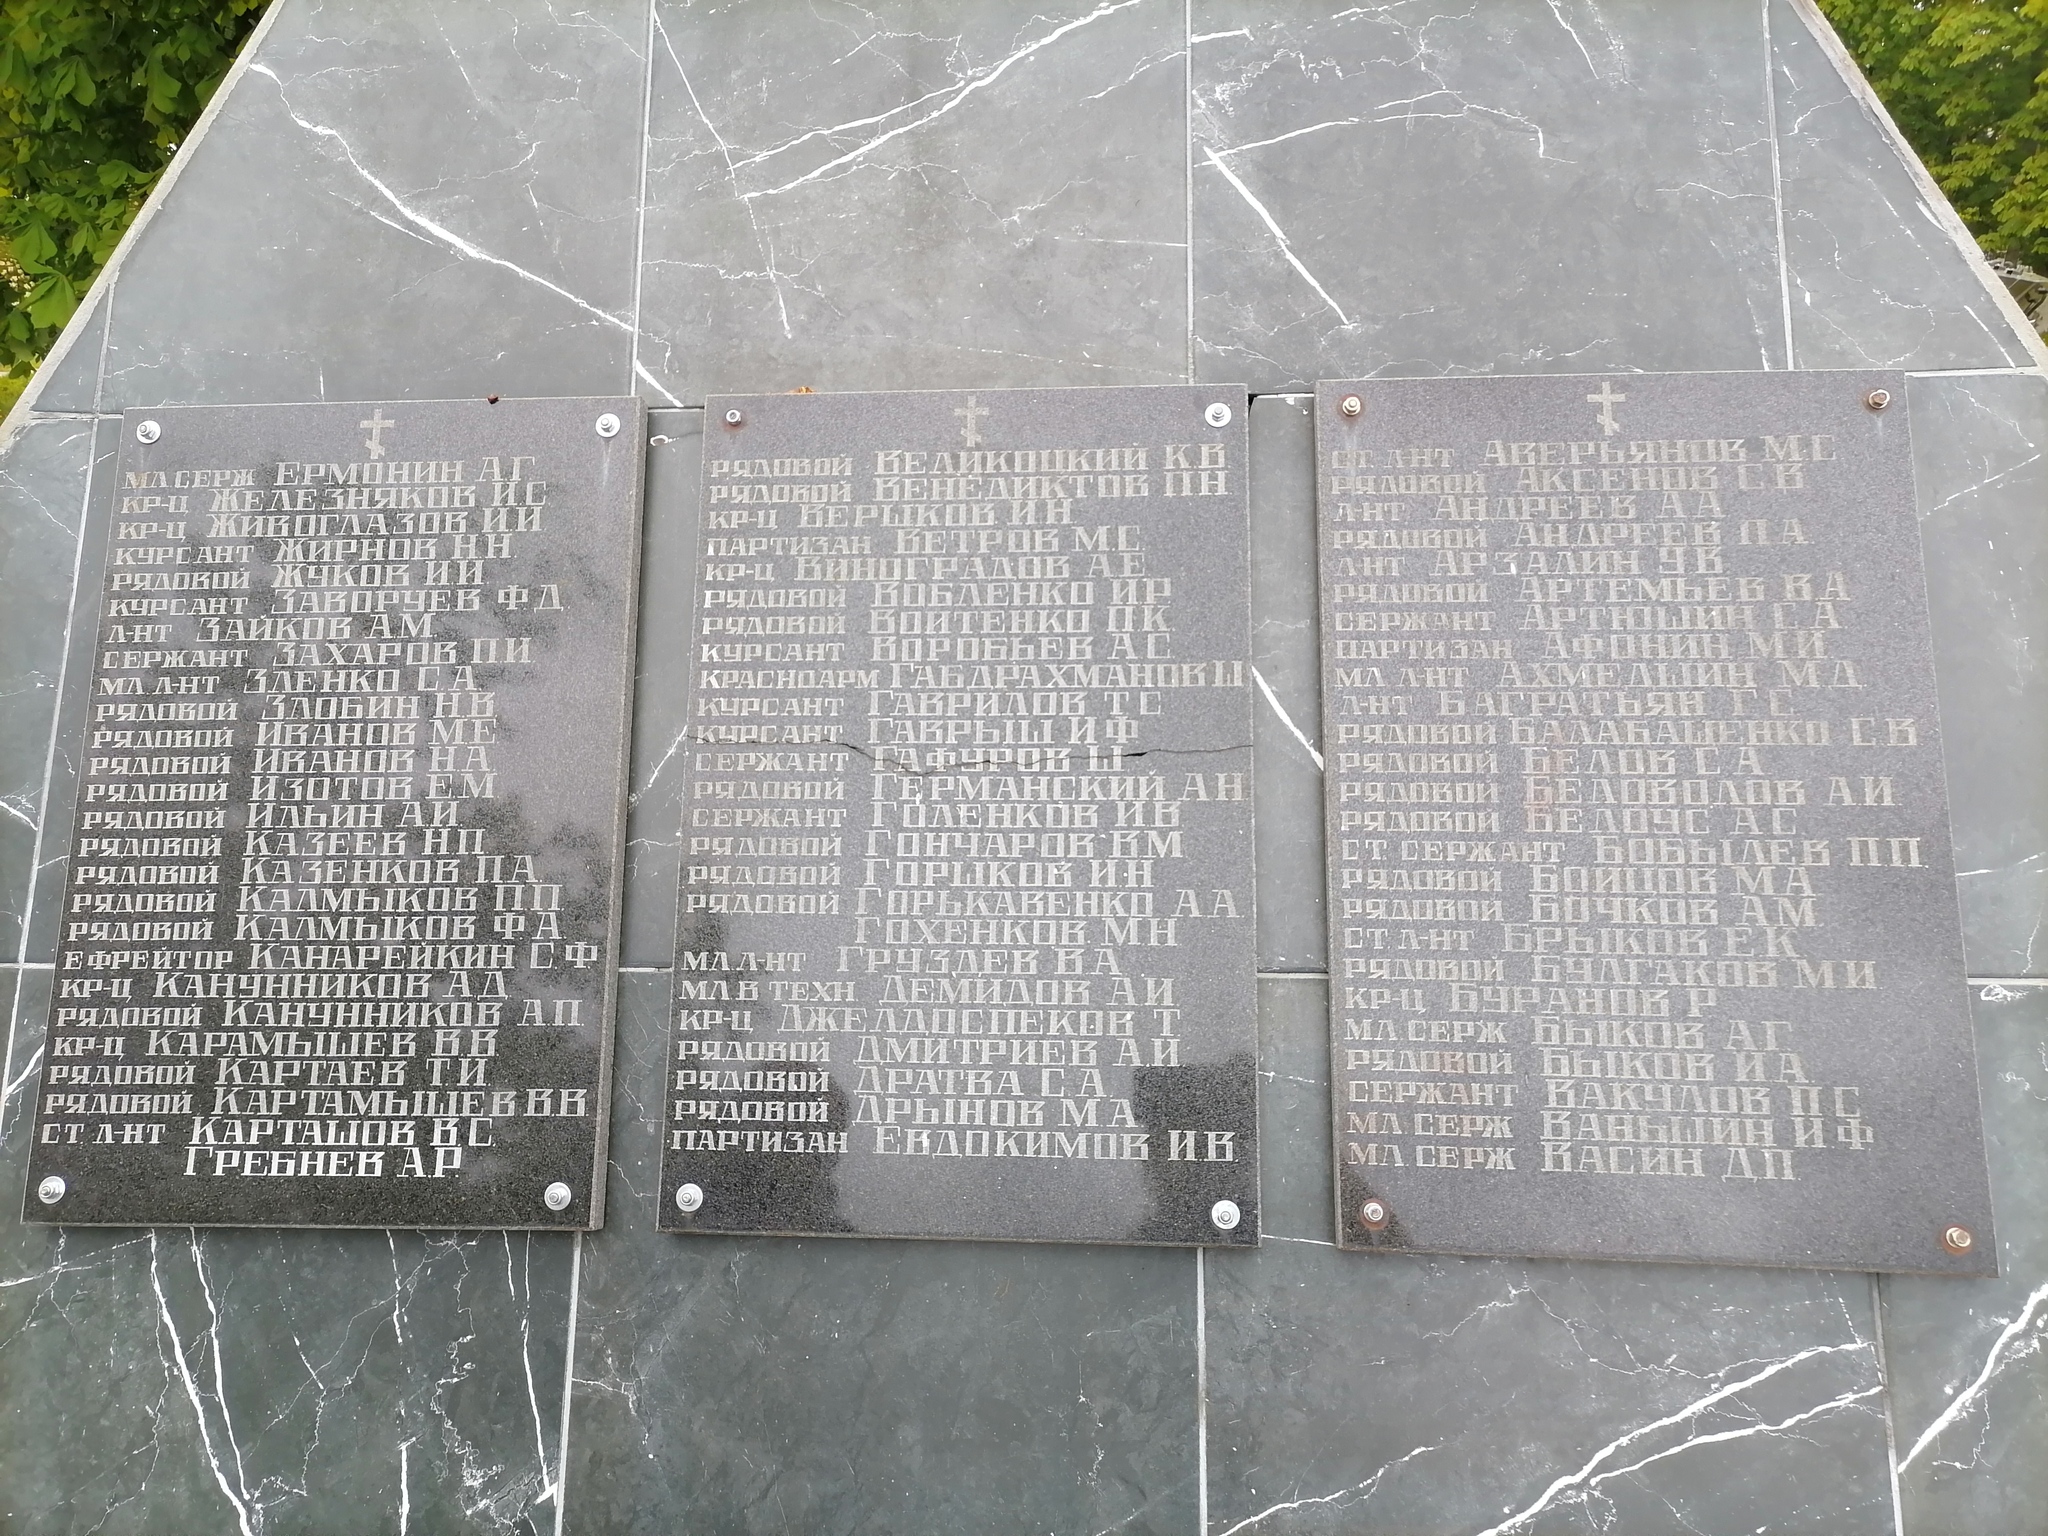 МЛ СЕРЖ ЕРМОНИН А.Г
КР-Ц ЖЕЛЕЗНЯКОВ И.С
КР-Ц ЖИВОГЛАЗОВ И.И
КУРСАНТ ЖИРНОВ Н.Н
РЯДОВОЙ ЖУКОВ И.И
КУРСАНТ ЗАВОРУЕВ Ф.Д
Л-НТ ЗАЙКОВ А.М
СЕРЖАНТ ЗАХАРОВ П.И
МЛ Л-НТ ЗЛЕНКО С.А
РЯДОВОЙ ЗЛОБИН Н.В
РЯДОВОЙ ИВАНОВ М.Е
РЯДОВОЙ ИВАНОВ Н.А
РЯДОВОЙ ИЗОТОВ Е.М
РЯДОВОЙ ИЛЬИН А.И
РЯДОВОЙ КАЗЕЕВ Н.П
РЯДОВОЙ КАЗЕНКОВ П.А
РЯДОВОЙ КАЛМЫКОВ П.П
РЯДОВОЙ КАЛМЫКОВ Ф.А
ЕФРЕЙТОР КАНАРЕЙКИН С.Ф
КР-Ц КАНУННИКОВ А.Д
РЯДОВОЙ КАНУННИКОВ А.П.
КР-Ц КАРАМЫШЕВ В.В
РЯДОВОЙ КАРТАЕВ Т.И
РЯДОВОЙ КАРТАМЫШЕВ В.В
СТ Л-НТ КАРТАШОВ В.С
ГРЕБНЕВ А.Р.
РЯДОВОЙ ВЕЛИКОЦКИЙ К.В
РЯДОВОЙ ВЕНЕДИКТОВ П.Н
КР-Ц ВЕРЫКОВ И.Н
ПАРТИЗАН ВЕТРОВ М.С
КР-Ц ВИНОГРАДОВ А.Е
РЯДОВОЙ ВОБЛЕНКО И.Р
РЯДОВОЙ ВОЙТЕНКО П.К
КУРСАНТ ВОРОБЬЕВ А.С
КРАСНОАРМ ГАБДРАХМАНОВ Ш
КУРСАНТ ГАВРИЛОВ Т.С
КУРСАНТ ГАВРЫШ И.Ф
СЕРЖАНТ ГАФЫРОВ Ы
РЯДОВОЙ ГЕРМАНСКИЙ А.Н
СЕРЖАНТ ГОЛЕНКОВ И.В
РЯДОВОЙ ГОНЧАРОВ В.М
РЯДОВОЙ ГОРЫКОВ И.Н
РЯДОВОЙ ГОРЬКАВЕНКО А.А.
ГОХЕНКОВ М.Н
МЛ Л-НТ ГРУЗДЕВ В.А
МЛ В ТЕХН ДЕМИДОВ А.И
КР-Ц ДЖЕЛДОСПЕКОВ Т
РЯДОВОЙ ДМИТРИЕВ А.И
РЯДОВОЙ ДРАТВА С.А
РЯДОВОЙ ДРЫНОВ М.А
ПАРТИЗАН ЕВДОКИМОВ И.В
СТ Л-НТ АВЕРЬЯНОВ М.С
РЯДОВОЙ АКСЕНОВ С.В
Л-НТ АНДРЕЕВ А.А
РЯДОВОЙ АНДРЕЕВ П.А
Л-НТ АРЗАЛИН У.В
РЯДОВОЙ АРТЕМЬЕВ В.А
СЕРЖАНТ АРТЮШИН С.А
ПАРТИЗАН АФОНИН М.И
МЛ Л-НТ АХМЕДШИН М.Д.
Л-НТ БАГРАТЬЯН Г.С
РЯДОВОЙ БАЛАБАШЕНКО С.В
РЯДОВОЙ БЕЛОВ С.А
РЯДОВОЙ БЕЛОВОЛОВ А.И
РЯДОВОЙ БЕЛОУС А.С
СТ СЕРЖАНТ БОБЫЛЕВ П.П.
РЯДОВОЙ БОЙЦОВ М.А
РЯДОВОЙ БОЧКОВ А.М
СТ Л-НТ БРЫКОВ Е.К
РЯДОВОЙ БУЛГАКОВ М.И.
КР-Ц БУРАНОВ Р
МЛ СЕРЖ БЫКОВ А.Г
РЯДОВОЙ БЫКОВ И.А.
СЕРЖАНТ ВАКУЛОВ П.С
МЛ СЕРЖ ВАНЬШИН И.Ф
МЛ СЕРЖ ВАСИН Д.П.